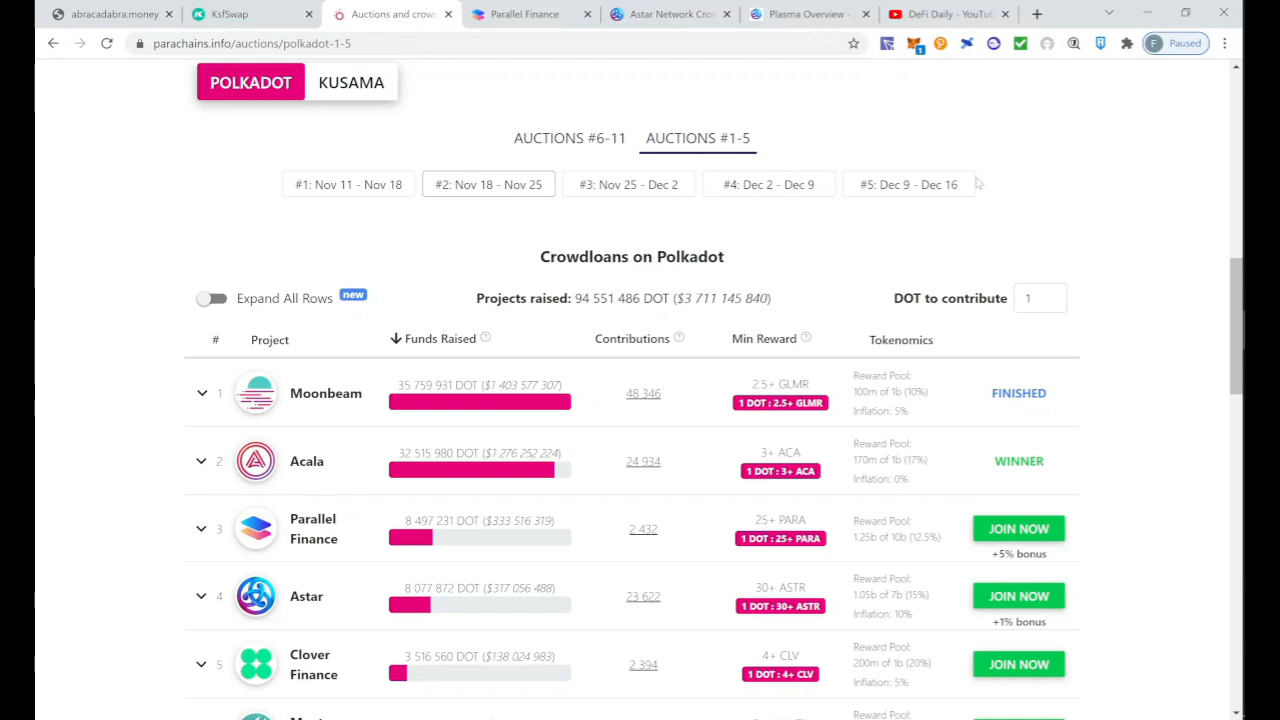 abracadabra.money
KsfSwap
Auctions and crow
Parallel Finance
Astar Network Cro
Plasma Overview -
DeFi Daily - YouTub
parachains.info/auctions/polkadot-1-5
1
F Paused
POLKADOT KUSAMA
AUCTIONS #6-11 AUCTIONS #1-5
#1: Nov 11 - Nov 18 #2: Nov 18 - Nov 25 #3: Nov 25 - Dec 2 #4: Dec 2 - Dec 9 #5: Dec 9 - Dec 16
Crowdloans on Polkadot
Expand All Rows new Projects raised: 94 551 486 DOT ($3 711 145 840) DOT to contribute 1
# Project Funds Raised Contributions Min Reward Tokenomics
1 Moonbeam
35 759 931 DOT ($1 403 577 307)
48 346
2.5+ GLMR
1 DOT : 2.5+ GLMR
Reward Pool:
100m of 1b (10%)
Inflation: 5%
FINISHED
2 Acala
32 515 980 DOT ($1 276 252 224)
24 934
3+ ACA
1 DOT : 3+ ACA
Reward Pool:
170m of 1b (17%)
Inflation: 0%
WINNER
3 Parallel
Finance
8 497 231 DOT ($333 516 319)
2 432
25+ PARA
1 DOT : 25+ PARA
Reward Pool:
1.25b of 10b (12.5%)
JOIN NOW
+5% bonus
4 Astar
8 077 872 DOT ($317 056 488)
23 622
30+ ASTR
1 DOT : 30+ ASTR
Reward Pool:
1.05b of 7b (15%)
Inflation: 10%
JOIN NOW
+1% bonus
5 Clover
Finance
3 516 560 DOT ($138 024 983)
2 394
4+ CLV
1 DOT : 4+ CLV
Reward Pool:
200m of 1b (20%)
Inflation: 5%
JOIN NOW